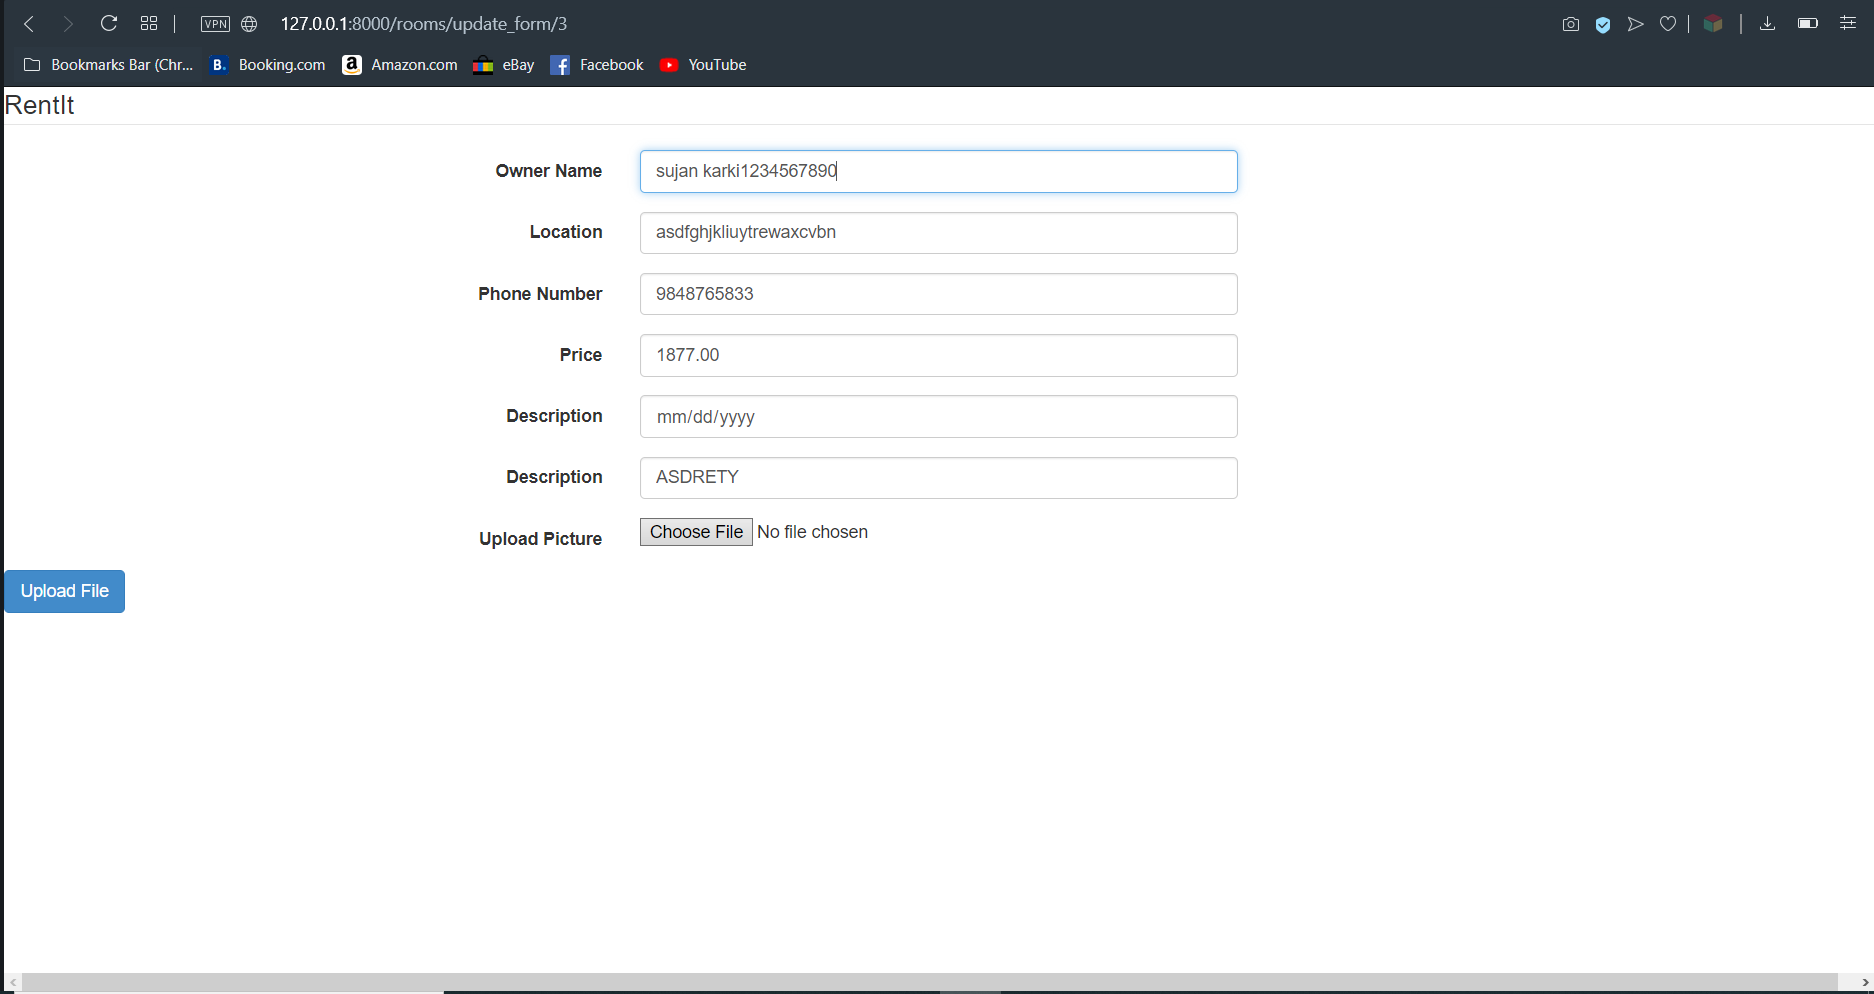 VPN 127.0.0.1:8000/rooms/update_form/3
Bookmarks Bar (Chr... B. Booking.com a Amazon.com eBay f Facebook YouTube
RentIt
Owner Name sujan karki1234567890
Location asdfghjkliuytrewaxcvbn
Phone Number 9848765833
Price 1877.00
Description mm/dd/yyyy
Description ASDRETY
Upload Picture Choose File No file chosen
Upload File